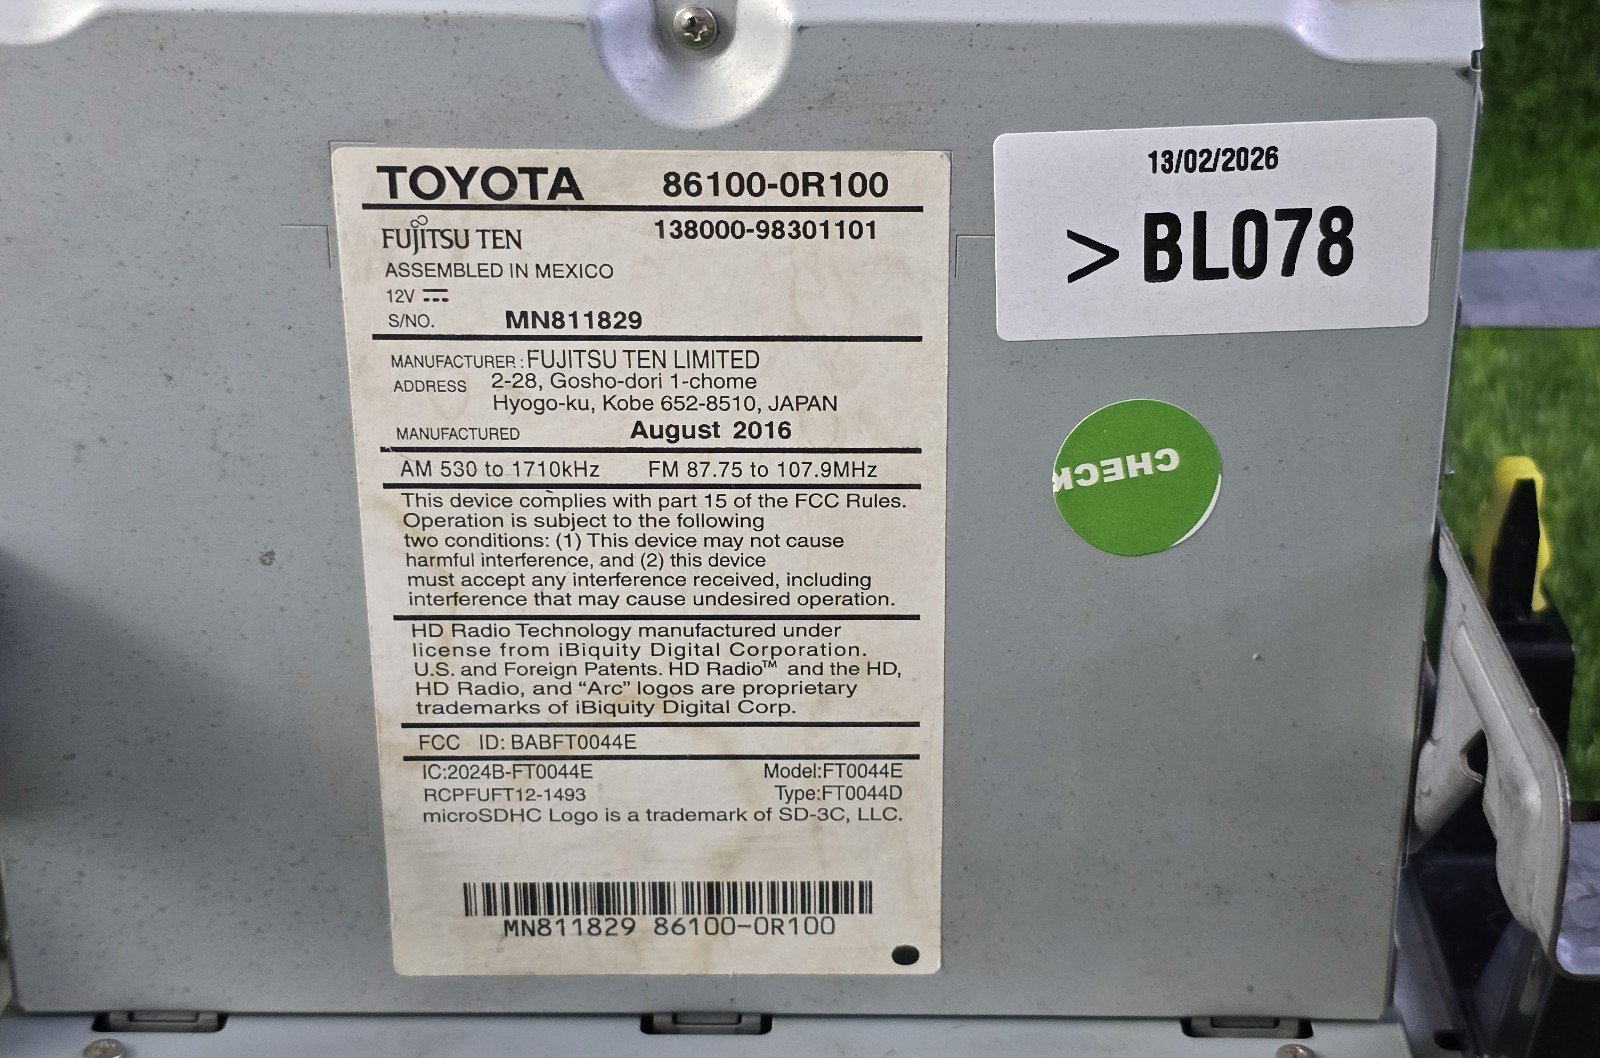 TOYOTA 86100-0R100
FUJITSU TEN 138000-98301101
ASSEMBLED IN MEXICO
12V
S/NO. MN811829
MANUFACTURER : FUJITSU TEN LIMITED
ADDRESS 2-28, Gosho-dori 1-chome
Hyogo-ku, Kobe 652-8510, JAPAN
MANUFACTURED August 2016
AM 530 to 1710kHz FM 87.75 to 107.9MHz
This device complies with part 15 of the FCC Rules.
Operation is subject to the following
two conditions: (1) This device may not cause
harmful interference, and (2) this device
must accept any interference received, including
interference that may cause undesired operation.
HD Radio Technology manufactured under
license from iBiquity Digital Corporation.
U.S. and Foreign Patents. HD Radio™ and the HD,
HD Radio, and “Arc” logos are proprietary
trademarks of iBiquity Digital Corp.
FCC ID: BABFT0044E
IC:2024B-FT0044E Model:FT0044E
RCPFUFT12-1493 Type:FT0044D
microSDHC Logo is a trademark of SD-3C, LLC.
MN811829 86100-0R100
13/02/2026
> BL078
CHECK